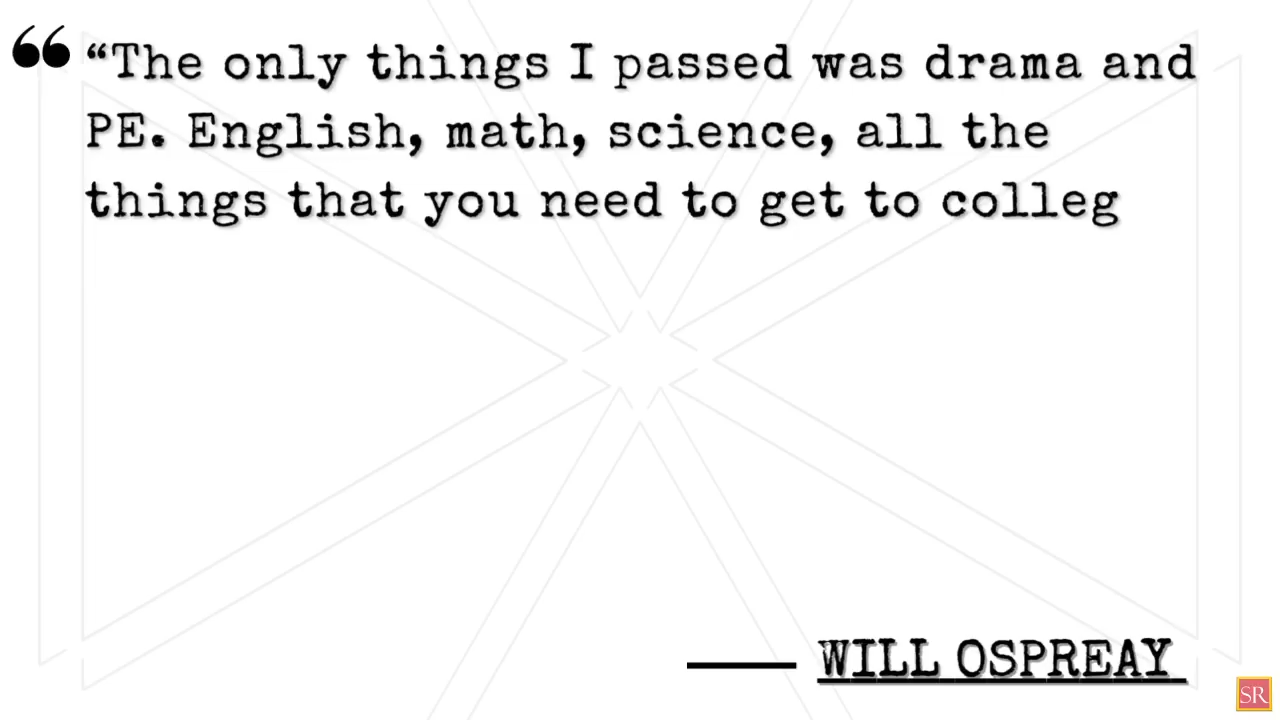 ❝ “The only things I passed was drama and
PE. English, math, science, all the
things that you need to get to colleg
WILL OSPREAY
SR